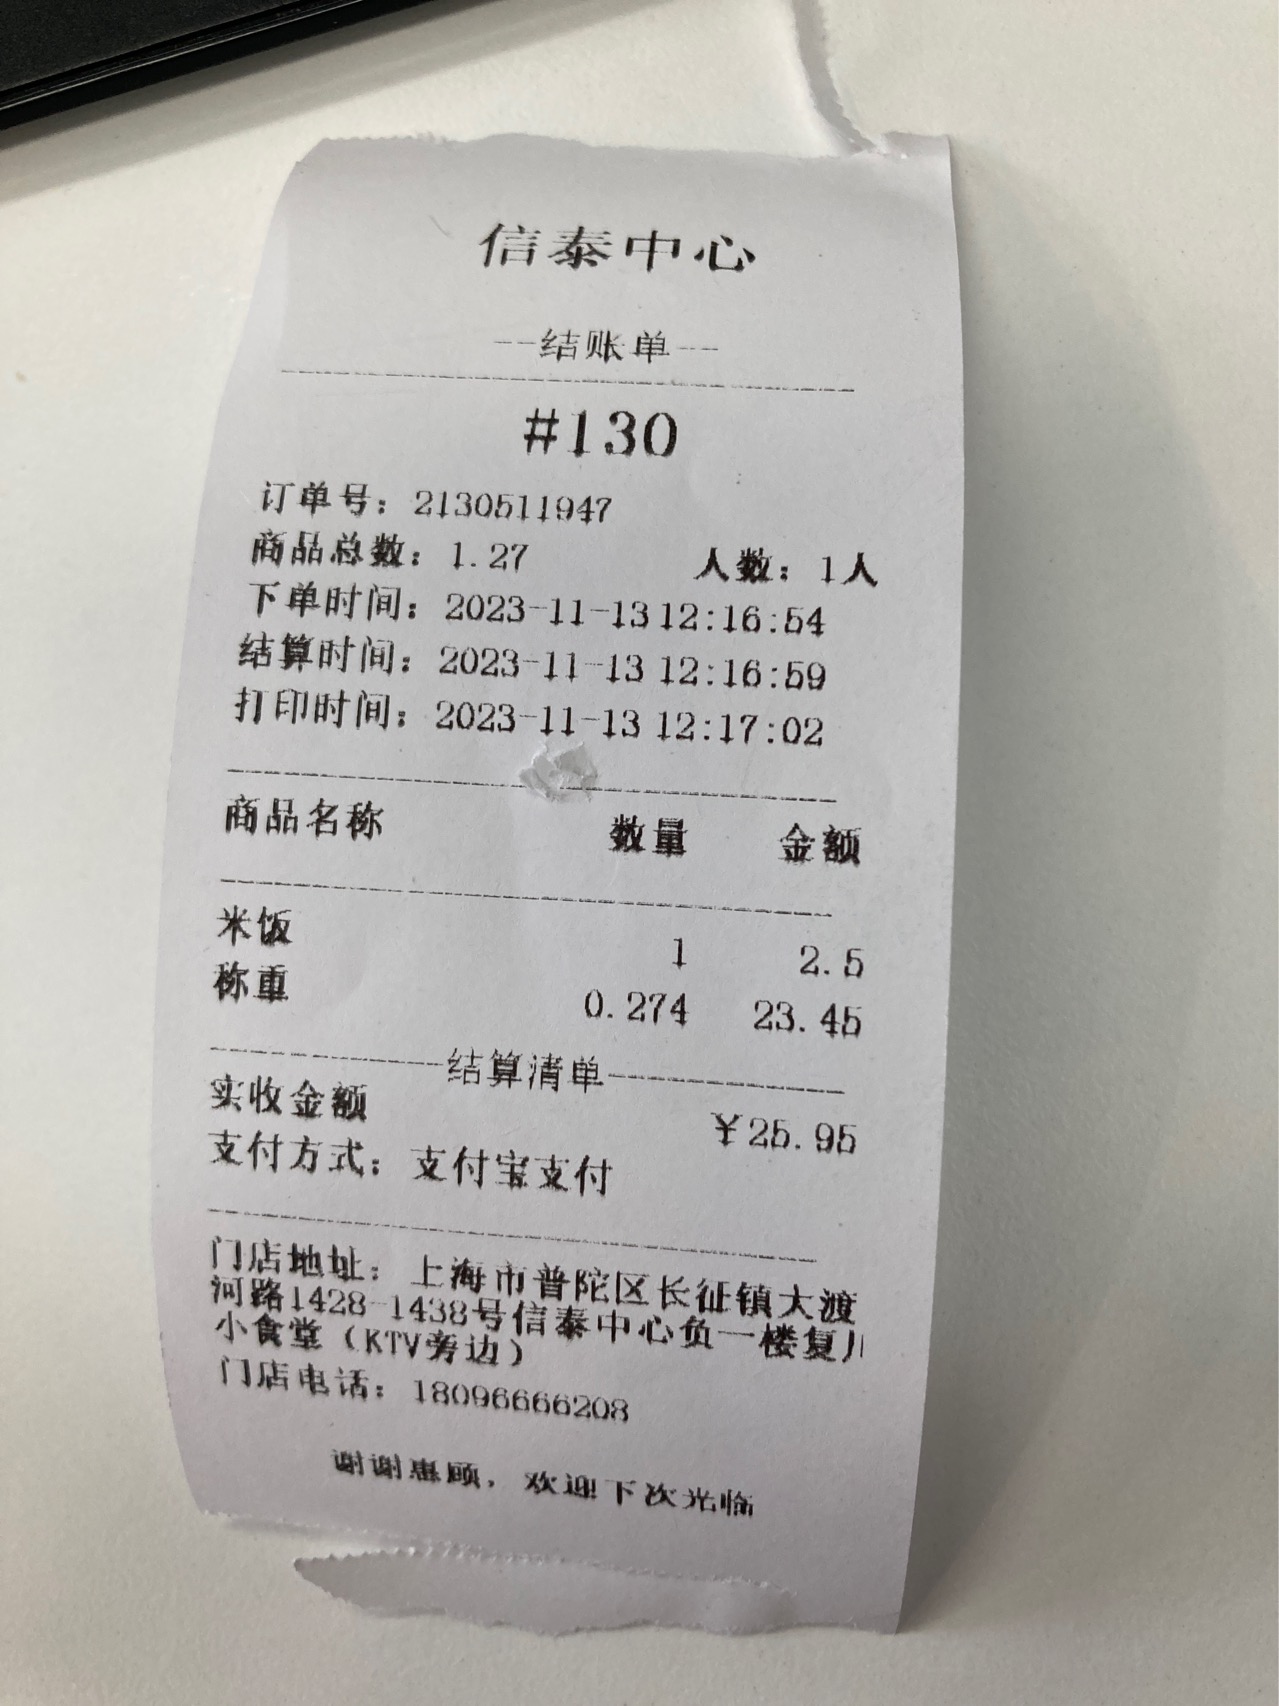 信泰中心
--结账单--
#130
订单号：2130511947
商品总数：1.27 人数：1人
下单时间：2023-11-13 12:16:54
结算时间：2023-11-13 12:16:59
打印时间：2023-11-13 12:17:02
商品名称 数量 金额
米饭 1 2.5
称重 0.274 23.45
结算清单
实收金额 ￥25.95
支付方式：支付宝支付
门店地址：上海市普陀区长征镇大渡
河路1428-1438号信泰中心负一楼复
小食堂（KTV旁边）
门店电话：18096666208
谢谢惠顾，欢迎下次光临